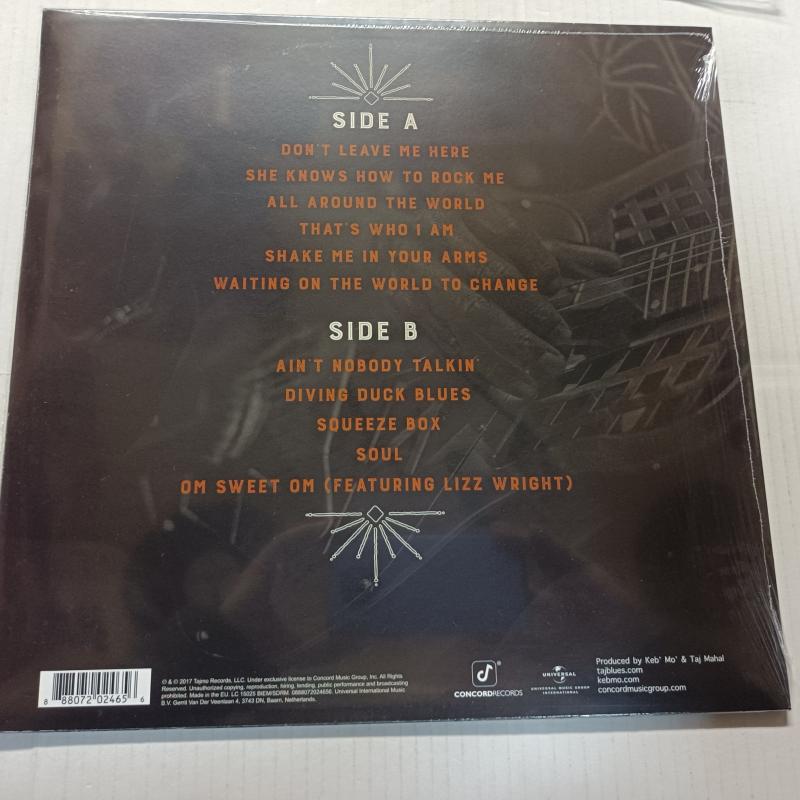 SIDE A
DON'T LEAVE ME HERE
SHE KNOWS HOW TO ROCK ME
ALL AROUND THE WORLD
THAT'S WHO I AM
SHAKE ME IN YOUR ARMS
WAITING ON THE WORLD TO CHANGE
SIDE B
AIN'T NOBODY TALKIN'
DIVING DUCK BLUES
SQUEEZE BOX
SOUL
OM SWEET OM (FEATURING LIZZ WRIGHT)
8 88072 02465 6
℗ & © 2017 Tajmo Records, LLC. Under exclusive license to Concord Music Group, Inc. All Rights
Reserved. Unauthorized copying, reproduction, hiring, lending, public performance and broadcasting
prohibited. Made in the EU. LC 15025 BIEM/SDRM. 0888072024656. Universal International Music
B.V. Gerrit Van Der Veenlaan 4, 3743 DN, Baarn, Netherlands.
CONCORD RECORDS
UNIVERSAL
UNIVERSAL MUSIC GROUP
INTERNATIONAL
Produced by Keb' Mo' & Taj Mahal
tajblues.com
kebmo.com
concordmusicgroup.com